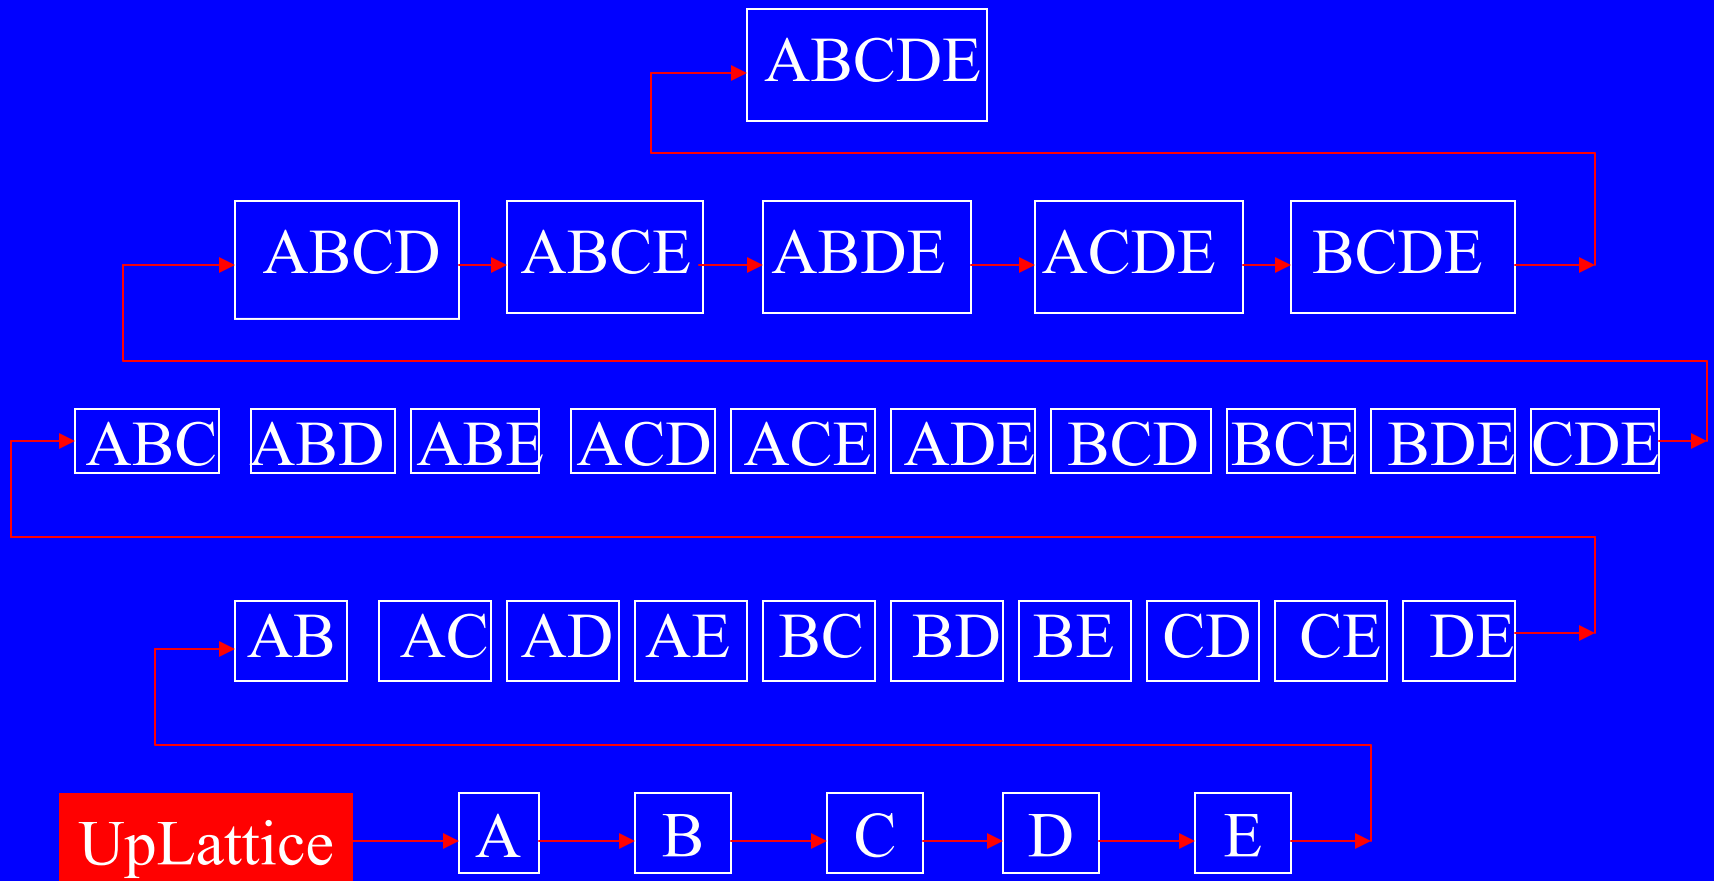 ABCDE
ABCD ABCE ABDE ACDE BCDE
ABC ABD ABE ACD ACE ADE BCD BCE BDE CDE
AB AC AD AE BC BD BE CD CE DE
UpLattice A B C D E